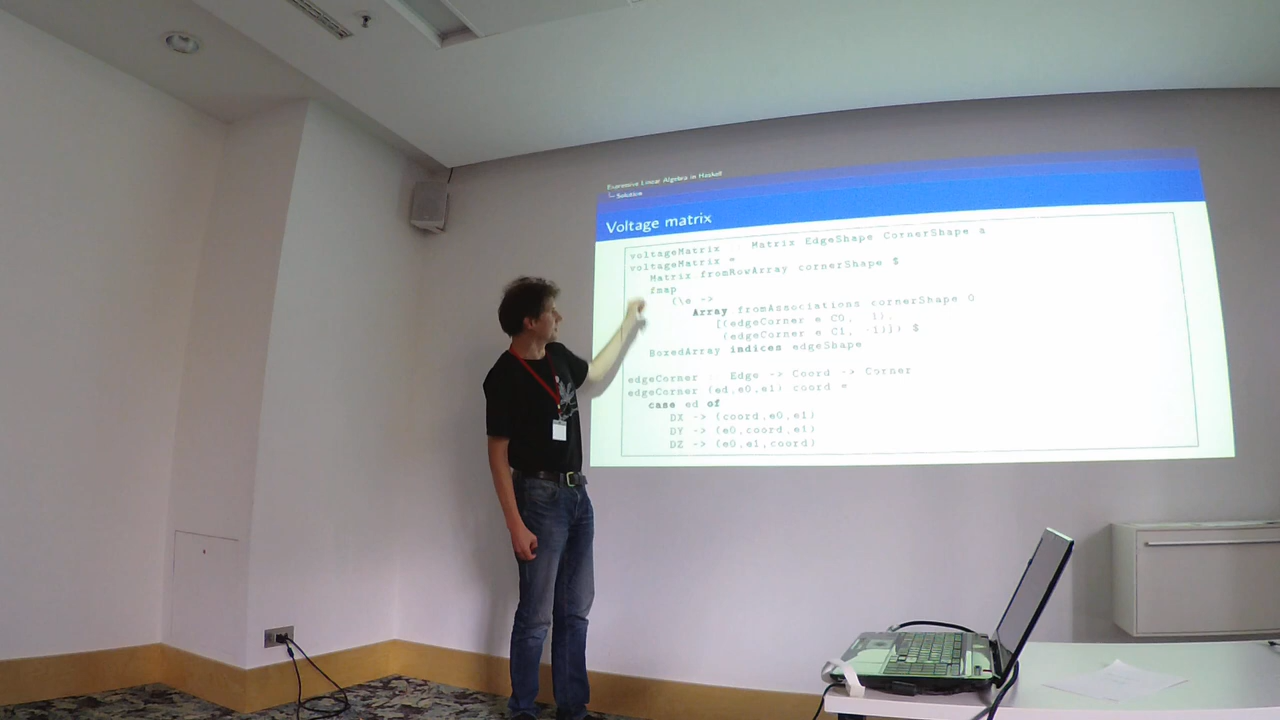 Expressive Linear Algebra in Haskell
Solution
Voltage matrix
voltageMatrix :: Matrix EdgeShape CornerShape a
voltageMatrix =
Matrix.fromRowArray cornerShape $
fmap
(\e ->
Array.fromAssociations cornerShape 0
[(edgeCorner e C0, 1),
(edgeCorner e C1, -1)]) $
BoxedArray.indices edgeShape
edgeCorner :: Edge -> Coord -> Corner
edgeCorner (ed,e0,e1) coord =
case ed of
DX -> (coord,e0,e1)
DY -> (e0,coord,e1)
DZ -> (e0,e1,coord)